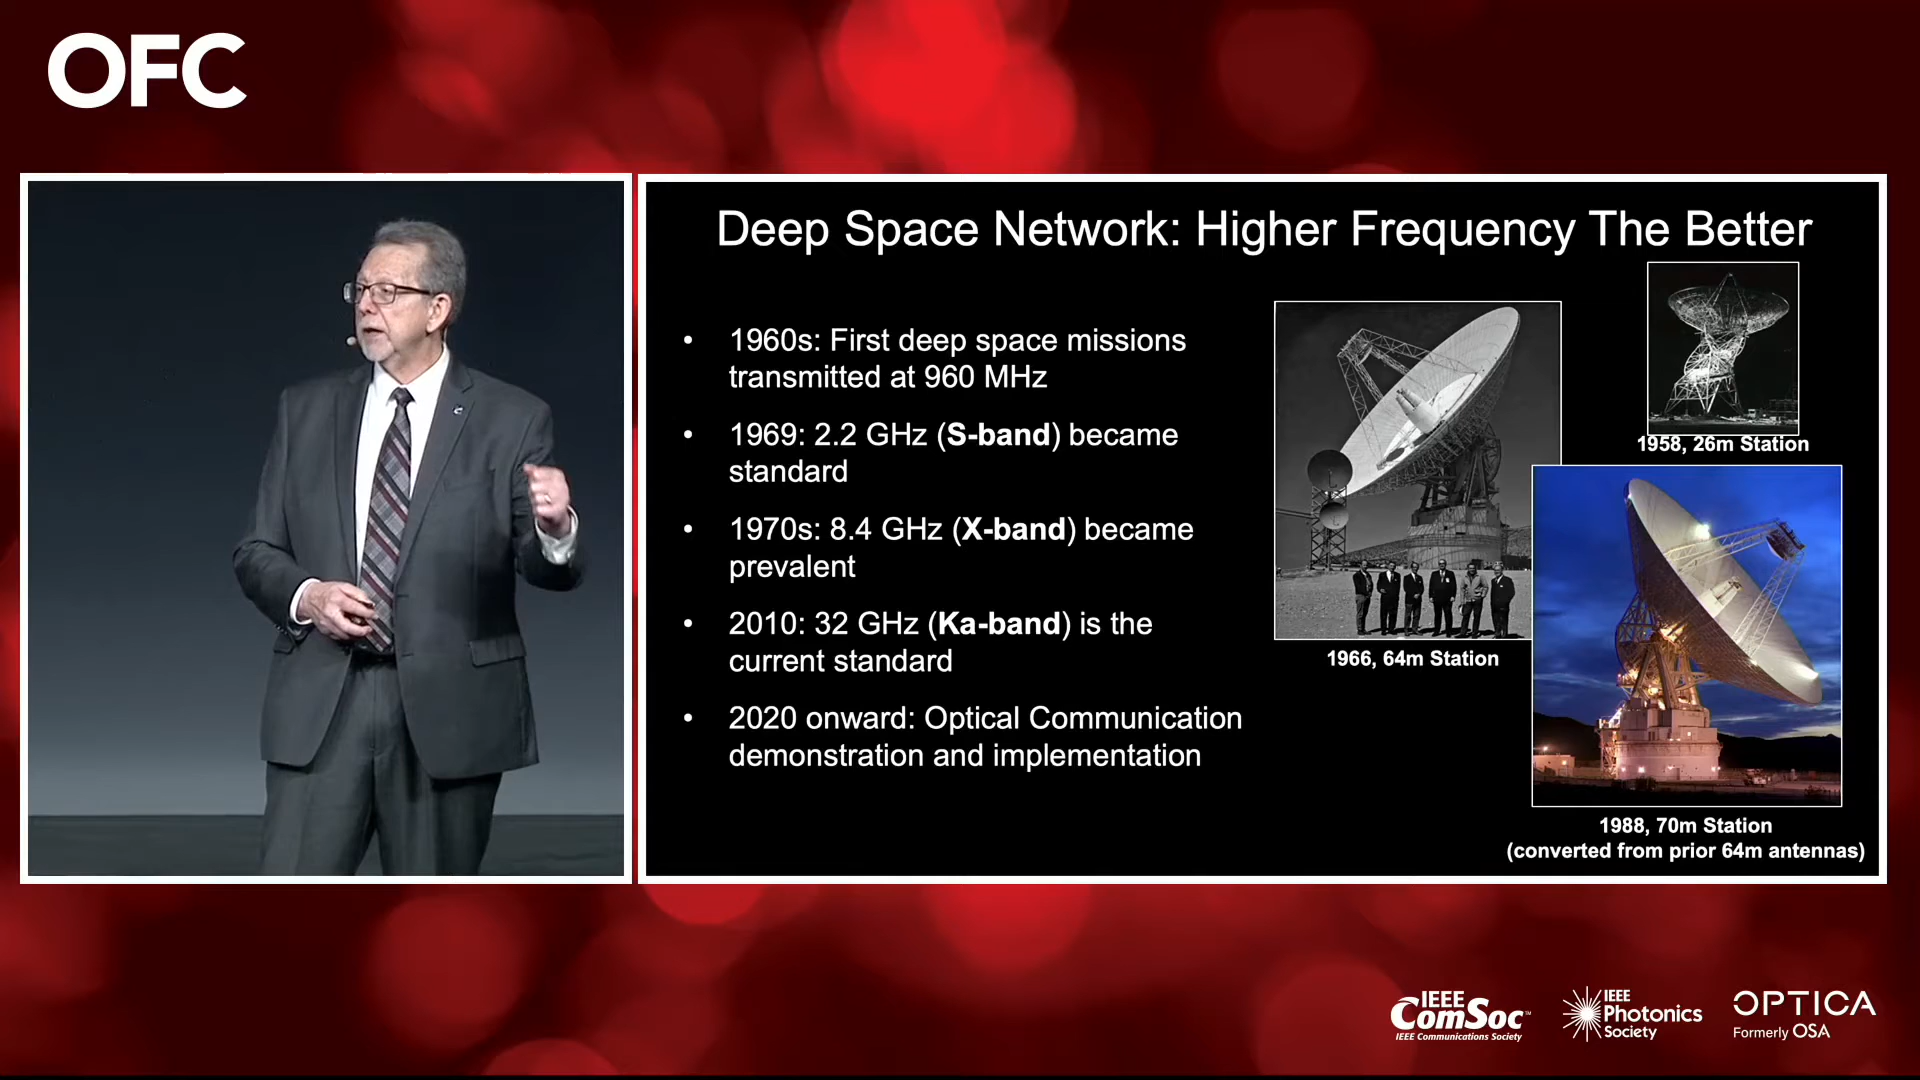 OFC
Deep Space Network: Higher Frequency The Better
• 1960s: First deep space missions
transmitted at 960 MHz
• 1969: 2.2 GHz (S-band) became
standard
• 1970s: 8.4 GHz (X-band) became
prevalent
• 2010: 32 GHz (Ka-band) is the
current standard
• 2020 onward: Optical Communication
demonstration and implementation
1958, 26m Station
1966, 64m Station
1988, 70m Station
(converted from prior 64m antennas)
IEEE
ComSoc™
IEEE Communications Society
IEEE
Photonics
Society
OPTICA
Formerly OSA